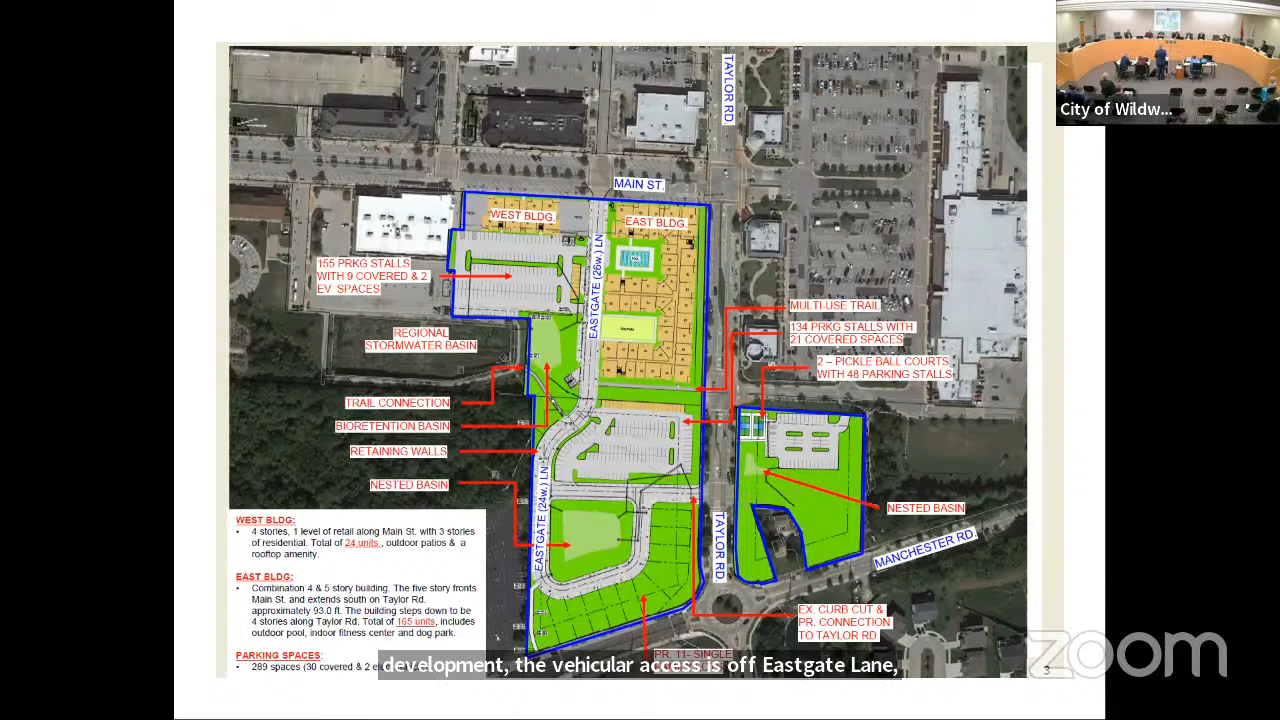 City of Wildw...
TAYLOR RD.
MAIN ST.
WEST BLDG.
EAST BLDG.
EASTGATE (26w.) LN
155 PRKG STALLS
WITH 9 COVERED & 2
EV SPACES
REGIONAL
STORMWATER BASIN
TRAIL CONNECTION
BIORETENTION BASIN
RETAINING WALLS
NESTED BASIN
EASTGATE (24w.) LN
MULTI-USE TRAIL
134 PRKG STALLS WITH
21 COVERED SPACES
2 – PICKLE BALL COURTS
WITH 48 PARKING STALLS
NESTED BASIN
TAYLOR RD.
MANCHESTER RD.
EX. CURB CUT &
PR. CONNECTION
TO TAYLOR RD
PR. 11- SINGLE
WEST BLDG:
• 4 stories, 1 level of retail along Main St. with 3 stories
of residential. Total of 24 units , outdoor patios & a
rooftop amenity.
EAST BLDG:
• Combination 4 & 5 story building. The five story fronts
Main St. and extends south on Taylor Rd.
approximately 93.0 ft. The building steps down to be
4 stories along Taylor Rd. Total of 165 units, includes
outdoor pool, indoor fitness center and dog park.
PARKING SPACES:
• 289 spaces (30 covered & 2
development, the vehicular access is off Eastgate Lane,
3
zoom